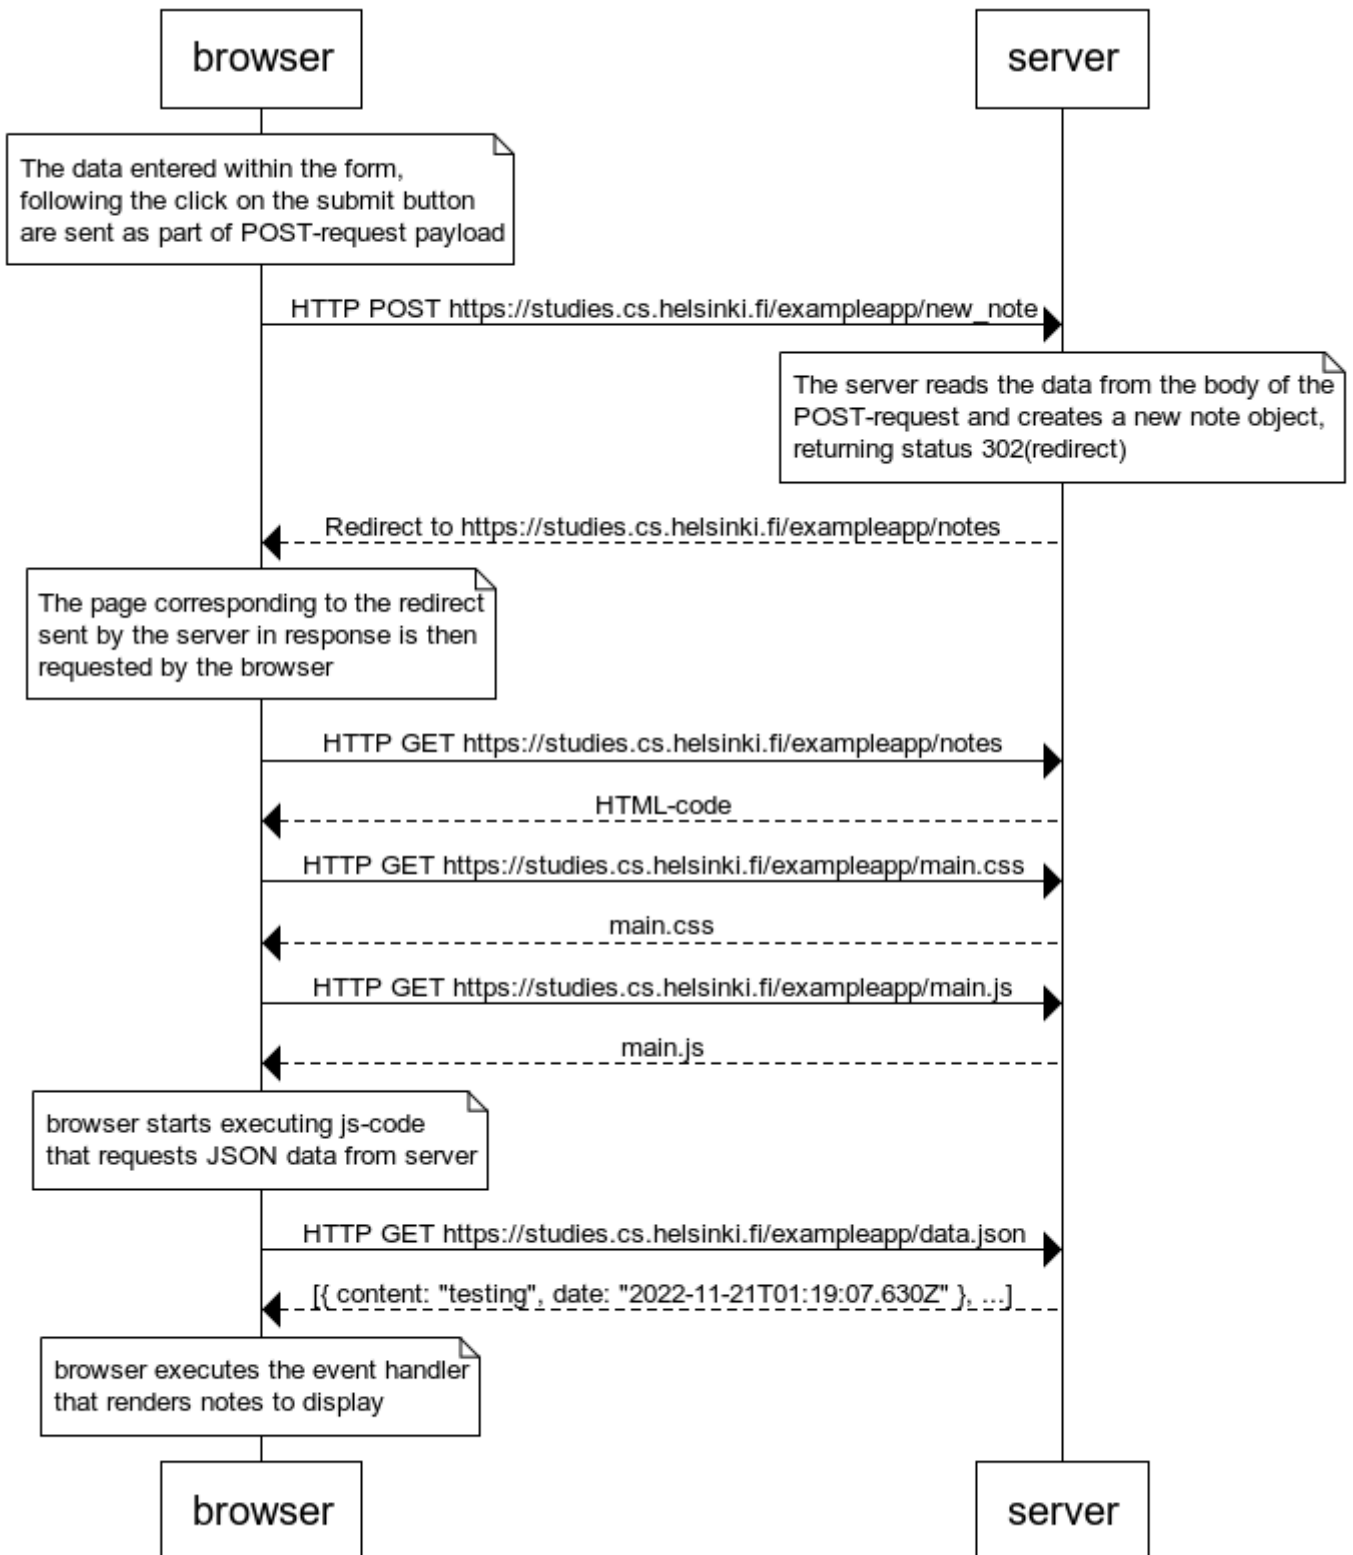 browser
server
The data entered within the form,
following the click on the submit button
are sent as part of POST-request payload
HTTP POST https://studies.cs.helsinki.fi/exampleapp/new_note
The server reads the data from the body of the
POST-request and creates a new note object,
returning status 302(redirect)
Redirect to https://studies.cs.helsinki.fi/exampleapp/notes
The page corresponding to the redirect
sent by the server in response is then
requested by the browser
HTTP GET https://studies.cs.helsinki.fi/exampleapp/notes
HTML-code
HTTP GET https://studies.cs.helsinki.fi/exampleapp/main.css
main.css
HTTP GET https://studies.cs.helsinki.fi/exampleapp/main.js
main.js
browser starts executing js-code
that requests JSON data from server
HTTP GET https://studies.cs.helsinki.fi/exampleapp/data.json
[{ content: "testing", date: "2022-11-21T01:19:07.630Z" }, ...]
browser executes the event handler
that renders notes to display
browser
server